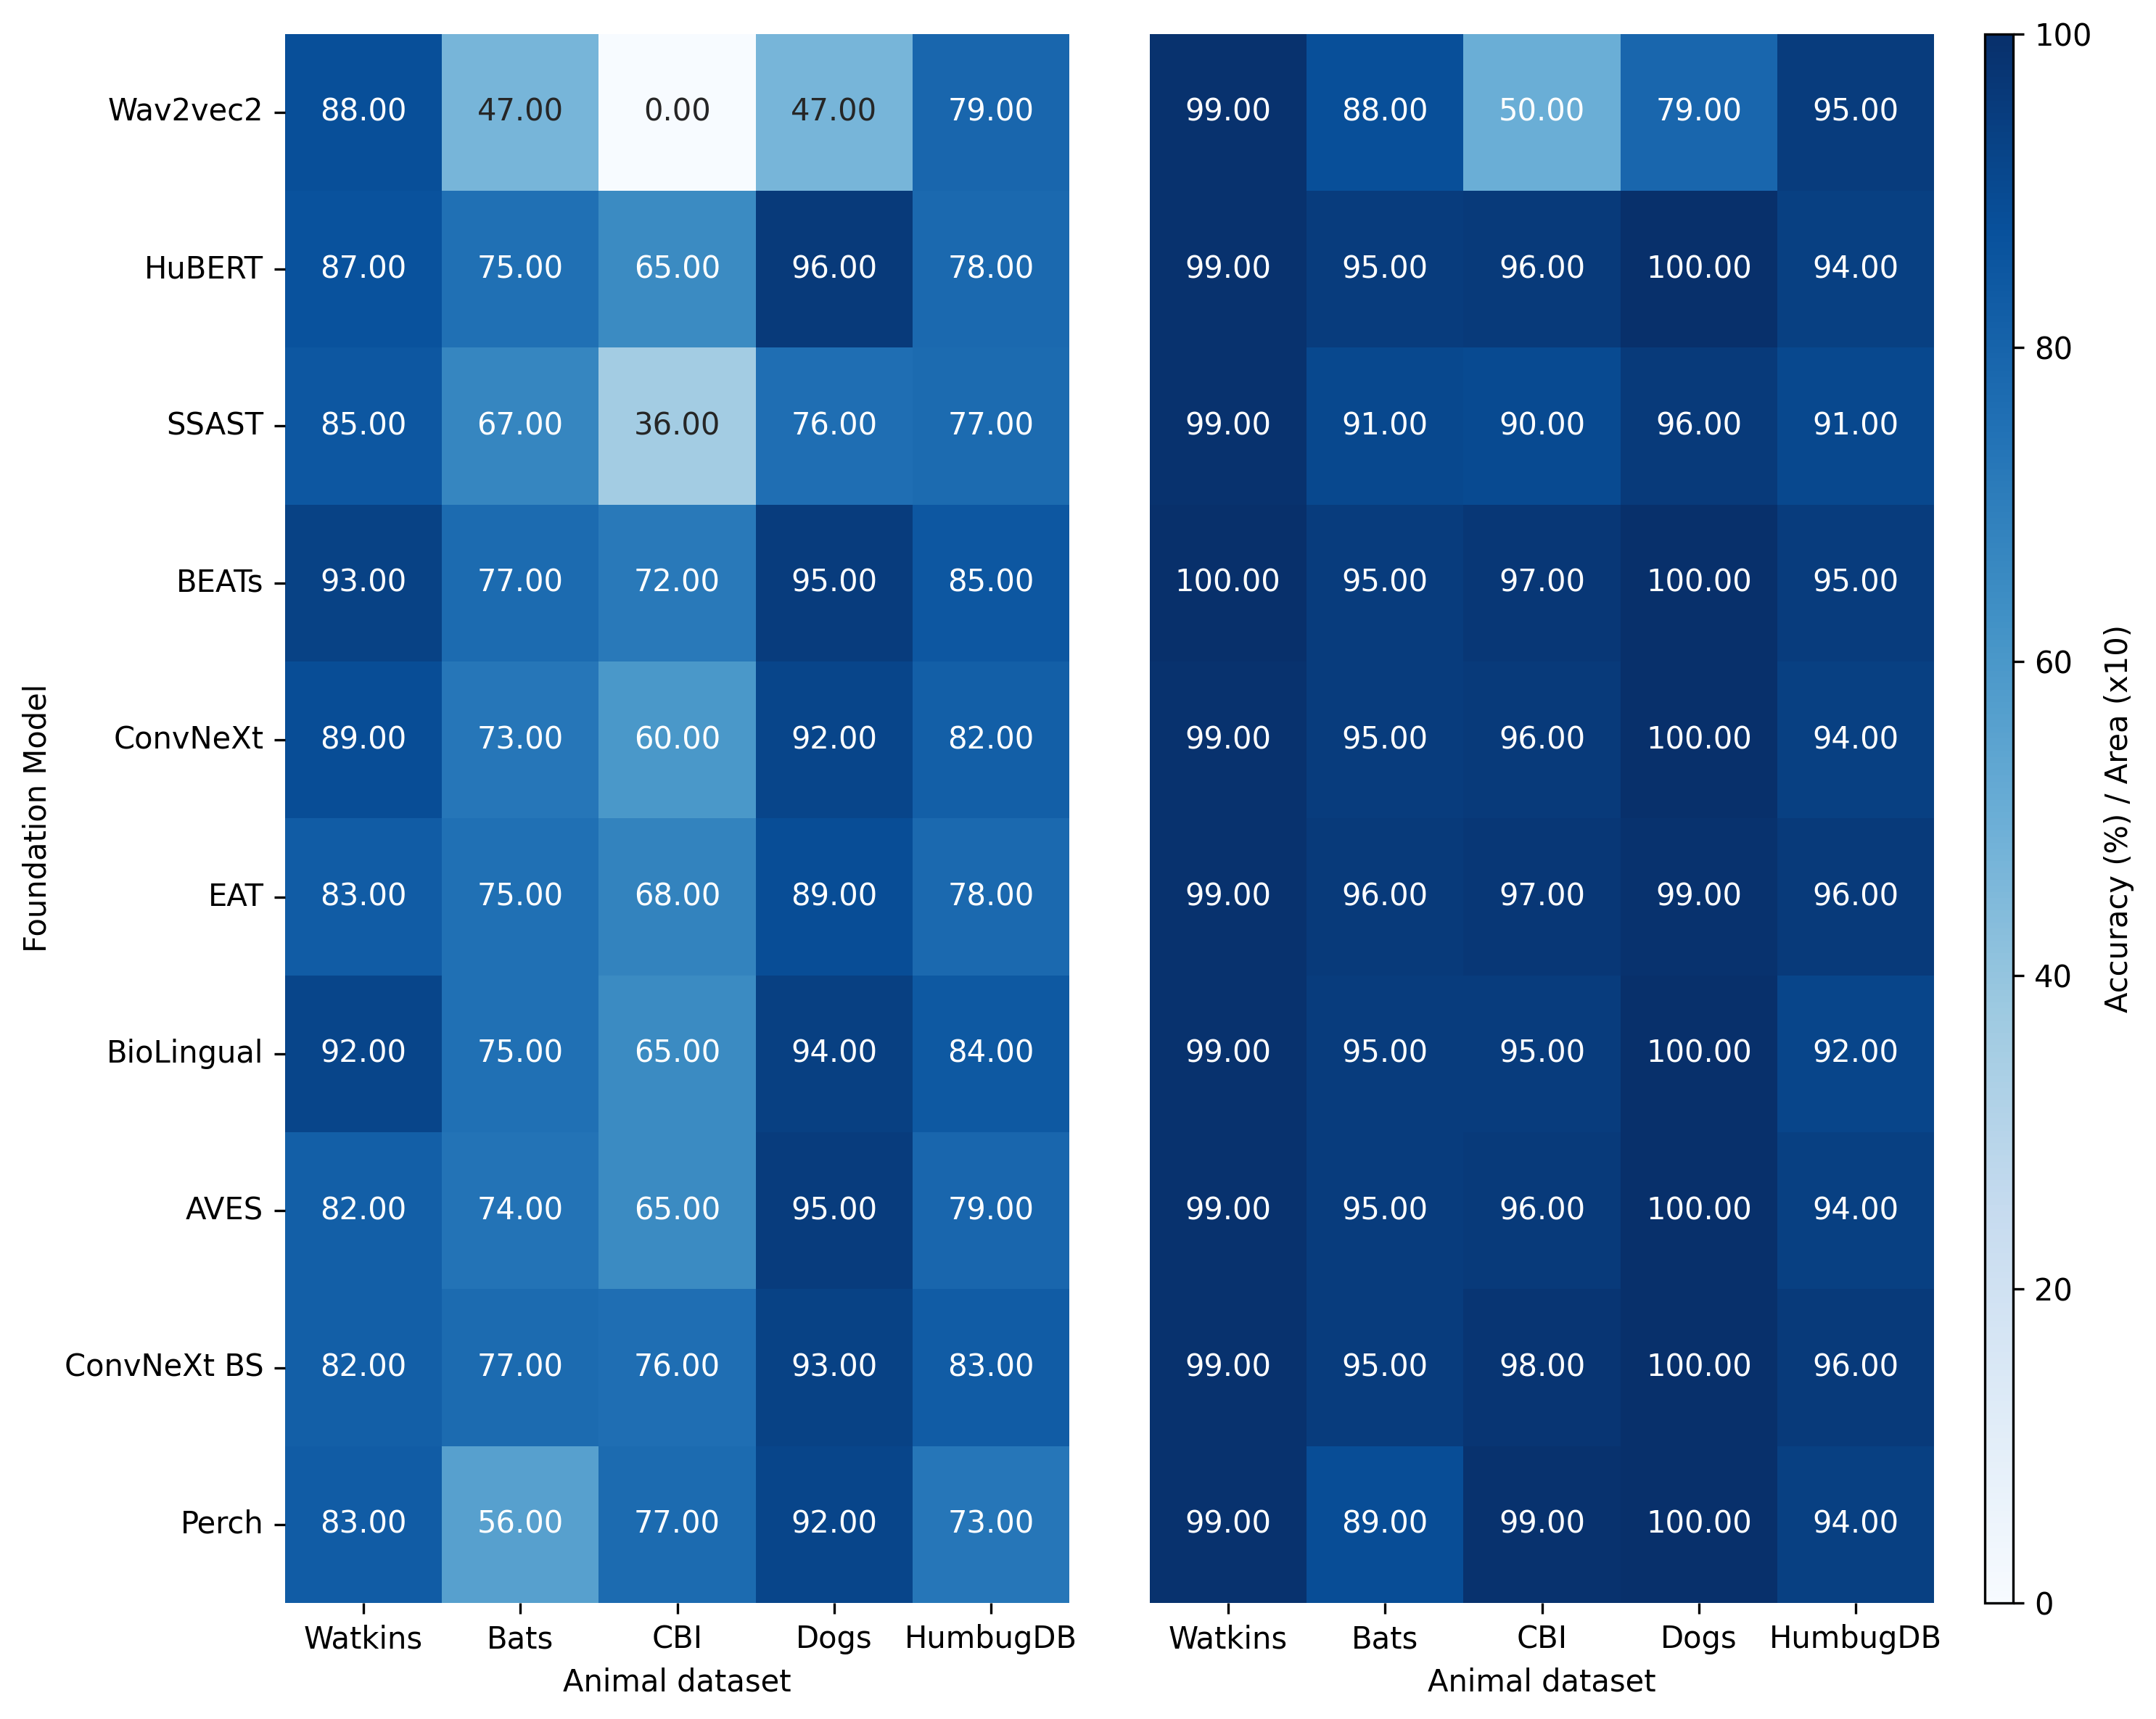 Foundation Model
Wav2vec2 88.00 47.00 0.00 47.00 79.00 99.00 88.00 50.00 79.00 95.00
HuBERT 87.00 75.00 65.00 96.00 78.00 99.00 95.00 96.00 100.00 94.00
SSAST 85.00 67.00 36.00 76.00 77.00 99.00 91.00 90.00 96.00 91.00
BEATs 93.00 77.00 72.00 95.00 85.00 100.00 95.00 97.00 100.00 95.00
ConvNeXt 89.00 73.00 60.00 92.00 82.00 99.00 95.00 96.00 100.00 94.00
EAT 83.00 75.00 68.00 89.00 78.00 99.00 96.00 97.00 99.00 96.00
BioLingual 92.00 75.00 65.00 94.00 84.00 99.00 95.00 95.00 100.00 92.00
AVES 82.00 74.00 65.00 95.00 79.00 99.00 95.00 96.00 100.00 94.00
ConvNeXt BS 82.00 77.00 76.00 93.00 83.00 99.00 95.00 98.00 100.00 96.00
Perch 83.00 56.00 77.00 92.00 73.00 99.00 89.00 99.00 100.00 94.00
Watkins Bats CBI Dogs HumbugDB Watkins Bats CBI Dogs HumbugDB
Animal dataset Animal dataset
100
80
60
40
20
0
Accuracy (%) / Area (x10)